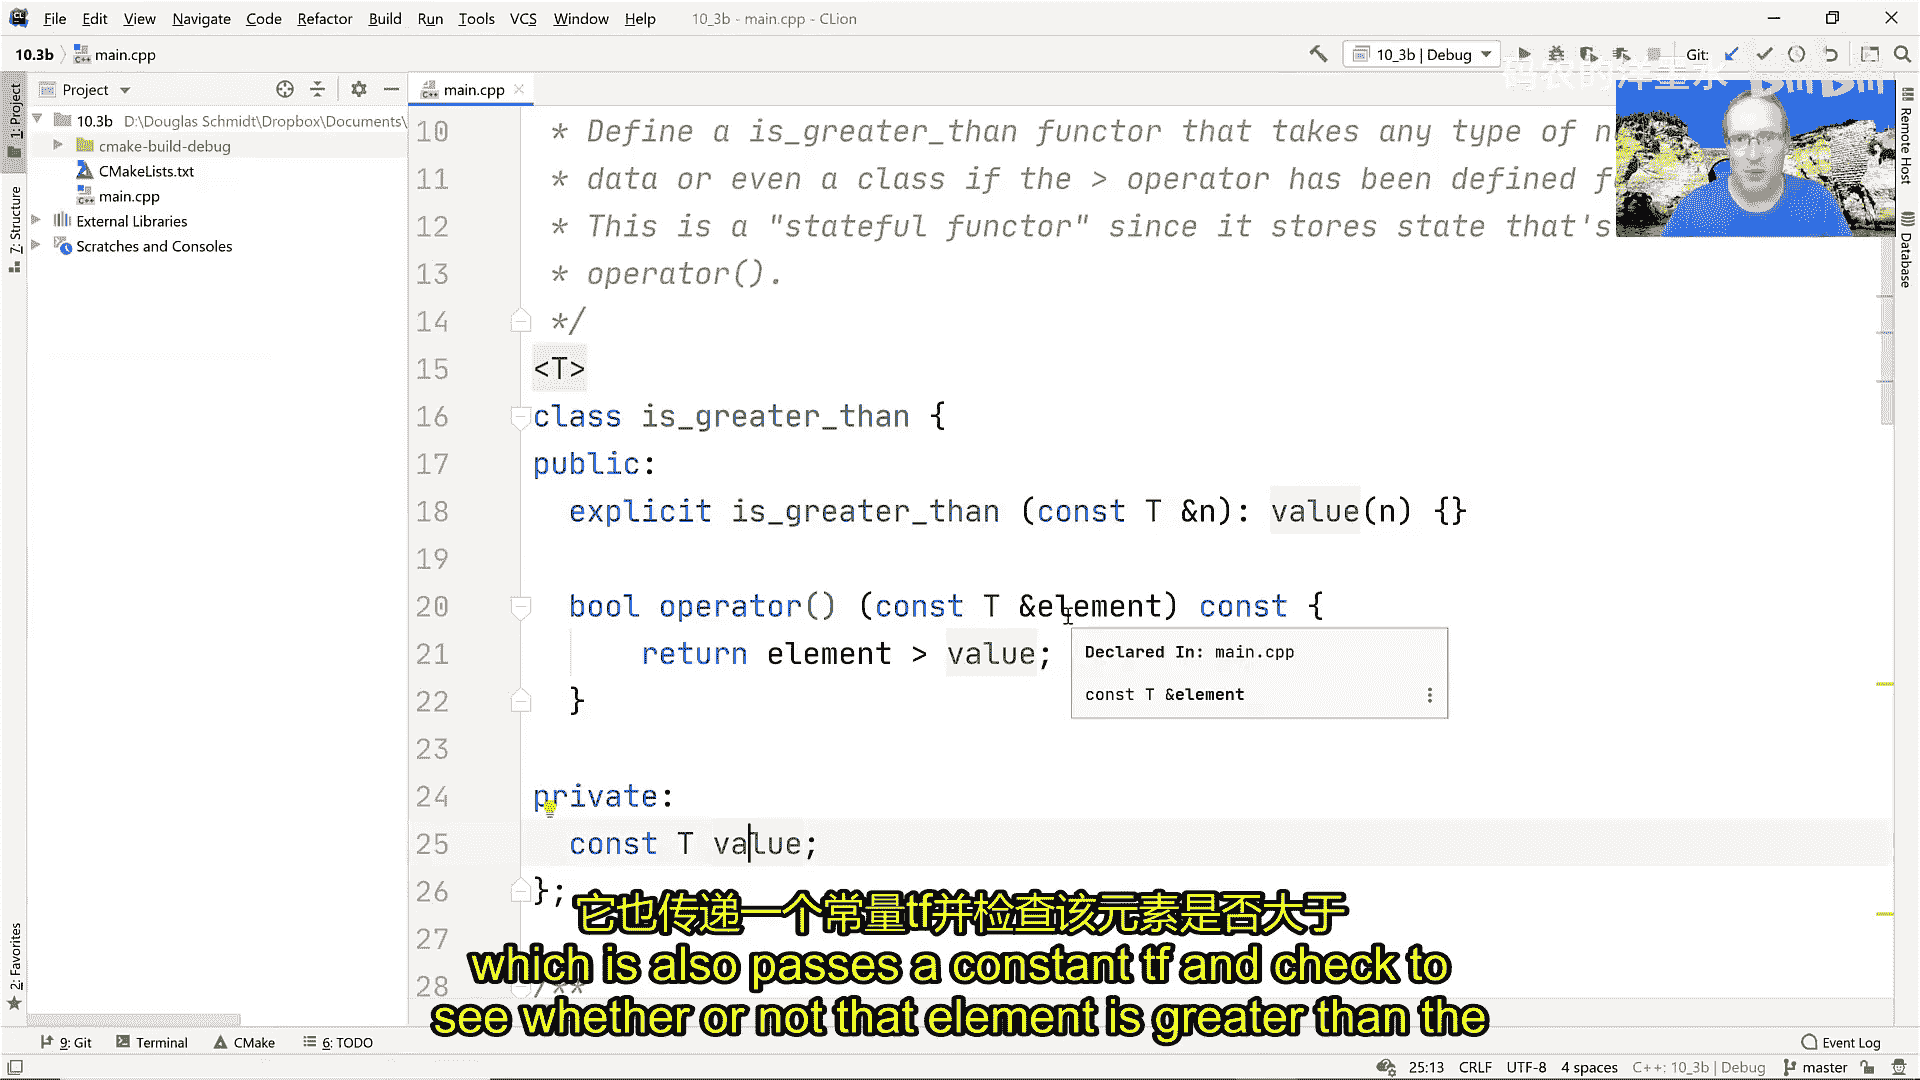 File Edit View Navigate Code Refactor Build Run Tools VCS Window Help 10_3b - main.cpp - CLion
10.3b main.cpp 10_3b | Debug Git:
Project
main.cpp
1: Project
7: Structure
2: Favorites
Remote Host
Database
10.3b D:\Douglas Schmidt\Dropbox\Documents\
cmake-build-debug
CMakeLists.txt
main.cpp
External Libraries
Scratches and Consoles
10 * Define a is_greater_than functor that takes any type of n
11 * data or even a class if the > operator has been defined f
12 * This is a "stateful functor" since it stores state that's
13 * operator().
14 */
15 <T>
16 class is_greater_than {
17 public:
18 explicit is_greater_than (const T &n): value(n) {}
19
20 bool operator() (const T &element) const {
21 return element > value;
22 }
23
24 private:
25 const T value;
26 };
27
28 /**
Declared In: main.cpp
const T &element
它也传递一个常量tf并检查该元素是否大于
which is also passes a constant tf and check to
see whether or not that element is greater than the
9: Git Terminal CMake 6: TODO Event Log
25:13 CRLF UTF-8 4 spaces C++: 10_3b | Debug master